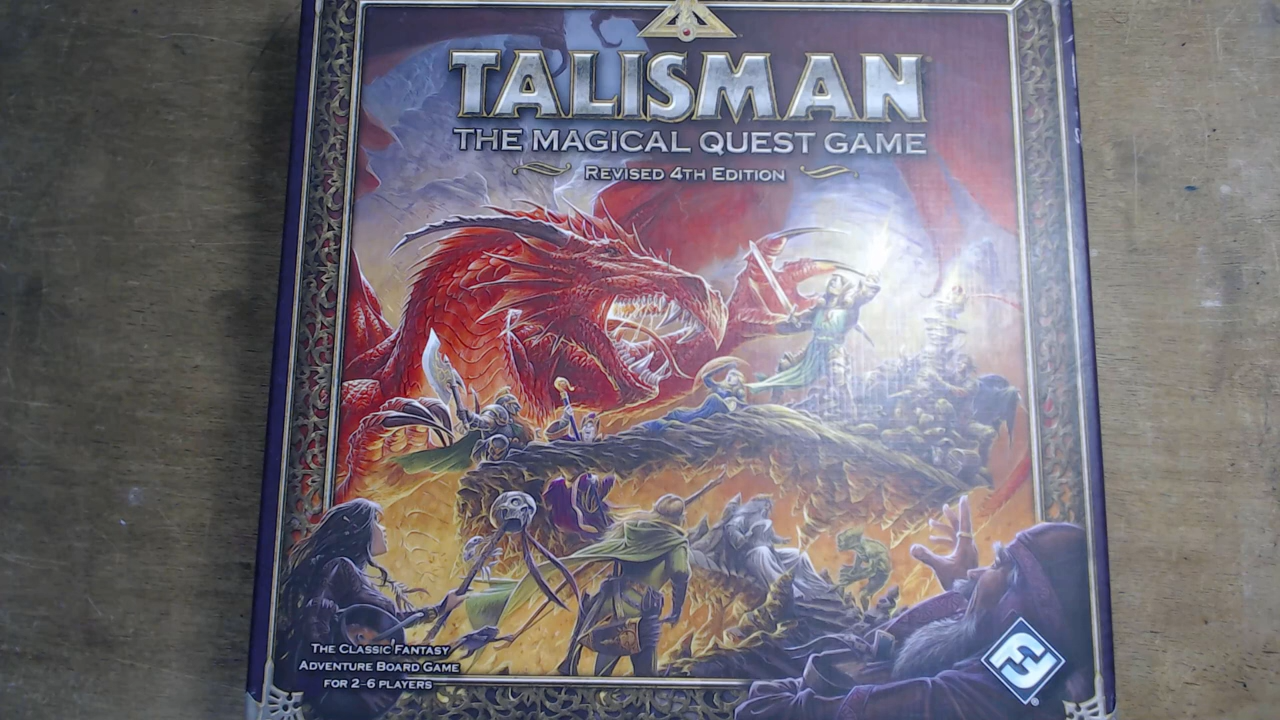 TALISMAN
THE MAGICAL QUEST GAME
REVISED 4TH EDITION
THE CLASSIC FANTASY
ADVENTURE BOARD GAME
FOR 2-6 PLAYERS